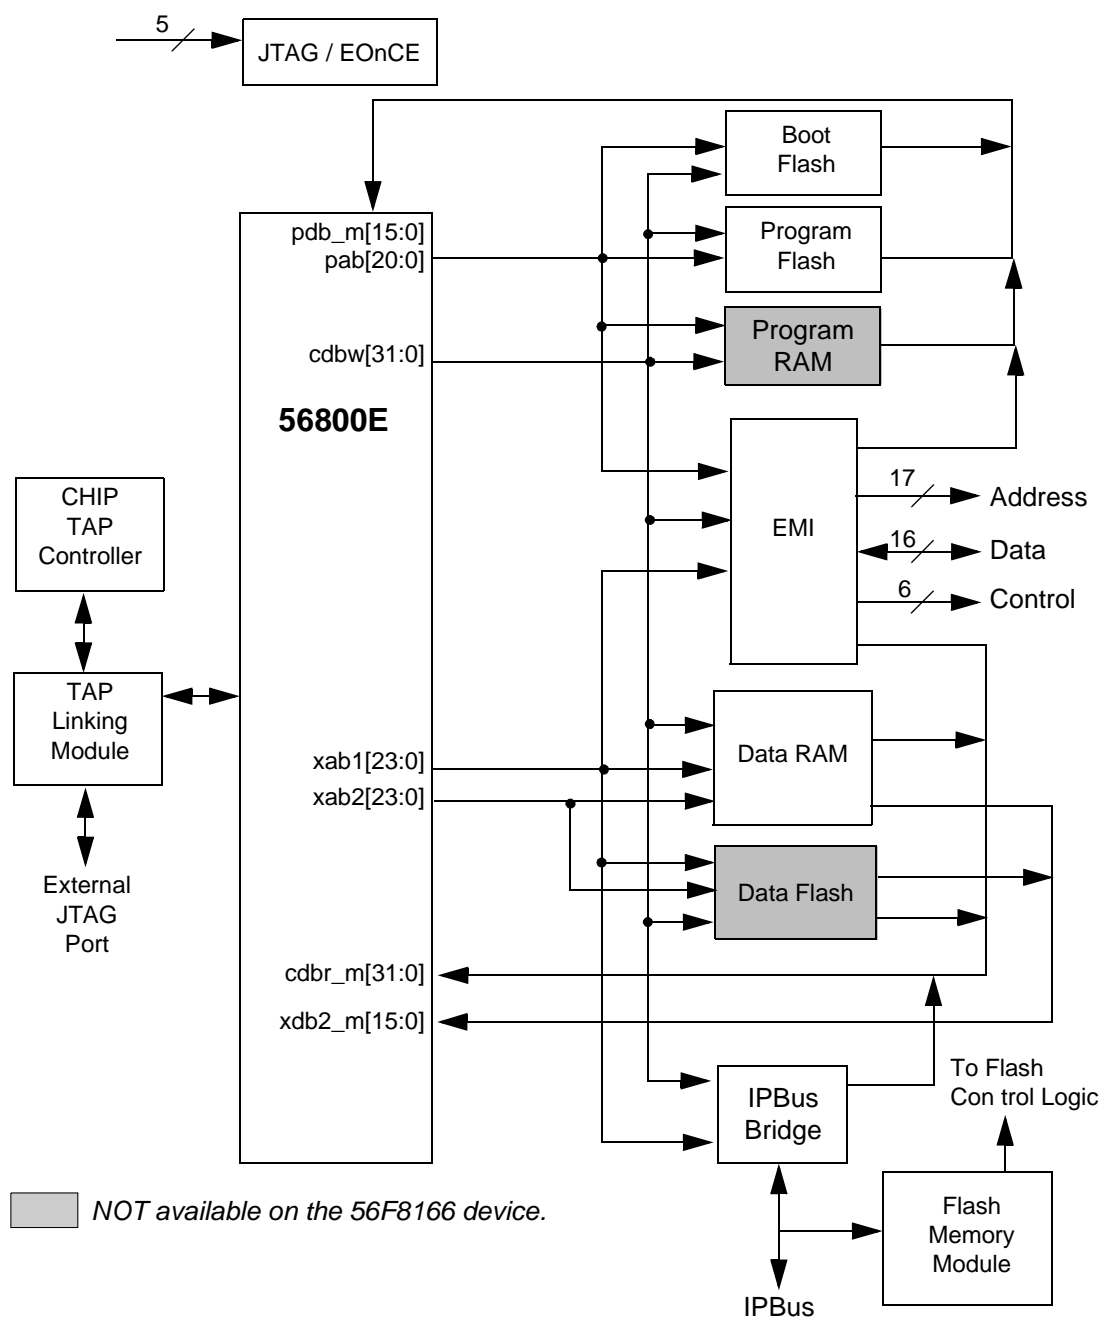 5
JTAG / EOnCE
Boot
Flash
pdb_m[15:0]
pab[20:0]
Program
Flash
cdbw[31:0]
Program
RAM
56800E
CHIP
TAP
Controller
EMI
17
Address
16
Data
6
Control
TAP
Linking
Module
xab1[23:0]
xab2[23:0]
Data RAM
External
JTAG
Port
Data Flash
cdbr_m[31:0]
xdb2_m[15:0]
IPBus
Bridge
To Flash
Con trol Logic
NOT available on the 56F8166 device.
Flash
Memory
Module
IPBus